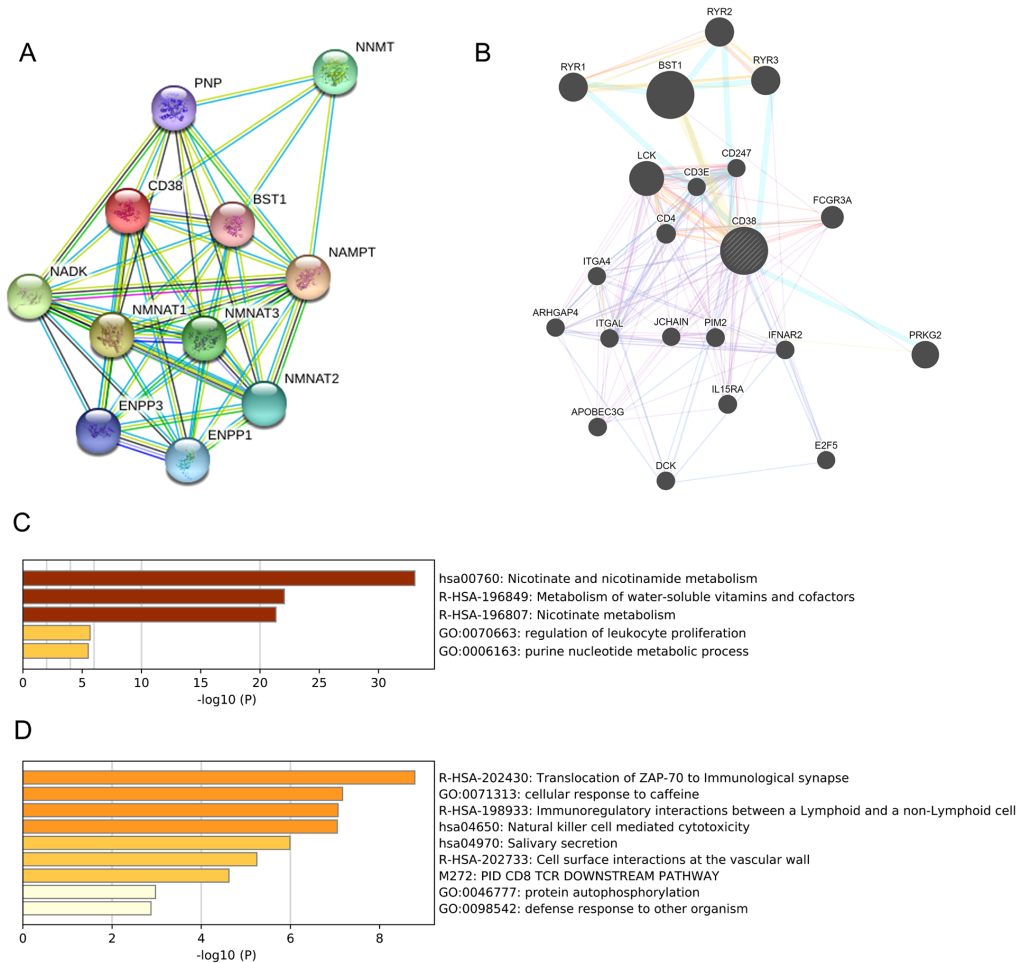 A
NNMT
PNP
CD38
BST1
NAMPT
NADK
NMNAT1
NMNAT3
NMNAT2
ENPP3
ENPP1
B
RYR2
RYR1
BST1
RYR3
LCK
CD247
CD3E
FCGR3A
CD4
CD38
ITGA4
ARHGAP4
ITGAL
JCHAIN
PIM2
IFNAR2
PRKG2
IL15RA
APOBEC3G
E2F5
DCK
C
hsa00760: Nicotinate and nicotinamide metabolism
R-HSA-196849: Metabolism of water-soluble vitamins and cofactors
R-HSA-196807: Nicotinate metabolism
GO:0070663: regulation of leukocyte proliferation
GO:0006163: purine nucleotide metabolic process
0 5 10 15 20 25 30
-log10 (P)
D
R-HSA-202430: Translocation of ZAP-70 to Immunological synapse
GO:0071313: cellular response to caffeine
R-HSA-198933: Immunoregulatory interactions between a Lymphoid and a non-Lymphoid cell
hsa04650: Natural killer cell mediated cytotoxicity
hsa04970: Salivary secretion
R-HSA-202733: Cell surface interactions at the vascular wall
M272: PID CD8 TCR DOWNSTREAM PATHWAY
GO:0046777: protein autophosphorylation
GO:0098542: defense response to other organism
0 2 4 6 8
-log10 (P)